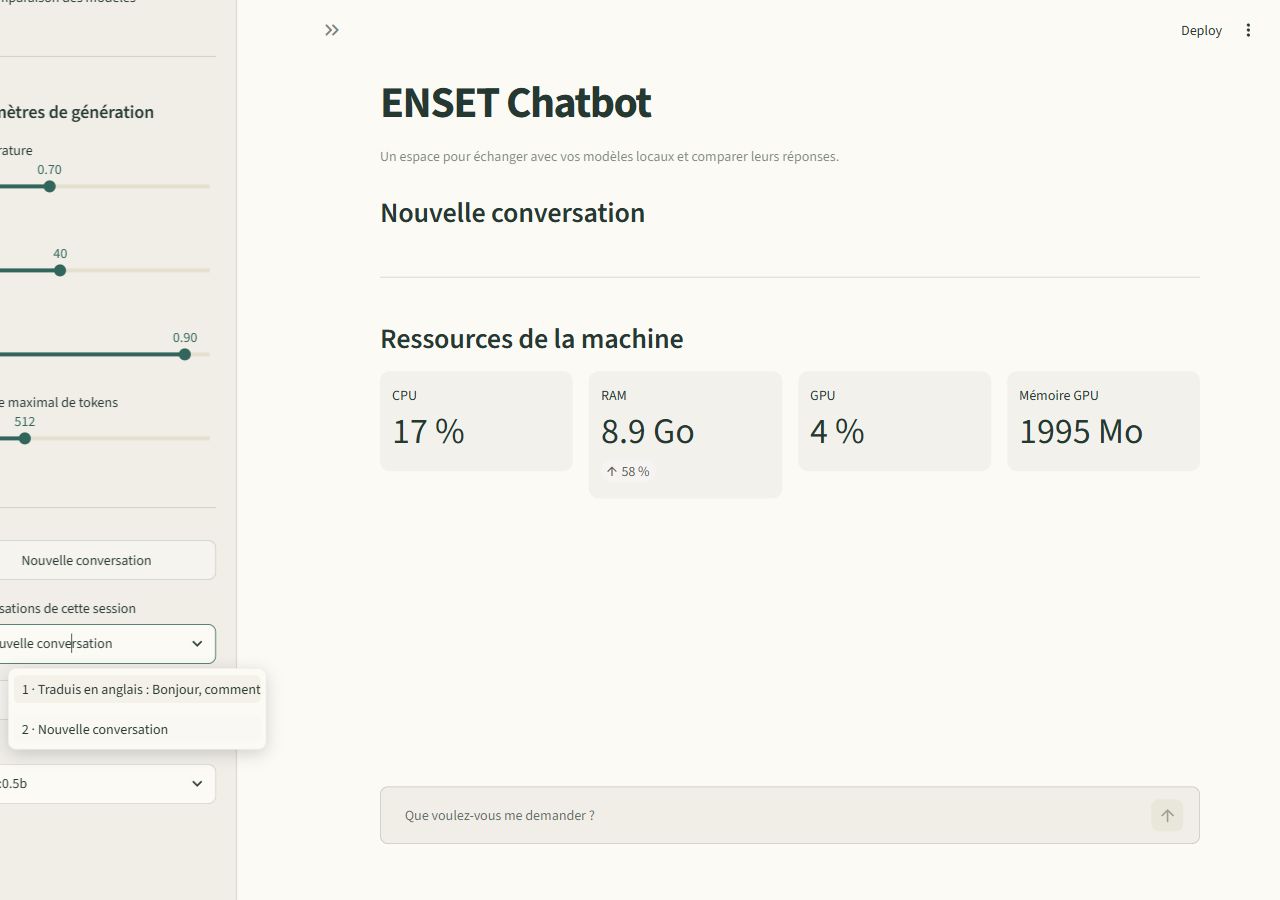 mparaison des modèles
mètres de génération
rature
0.70
40
0.90
e maximal de tokens
512
Nouvelle conversation
sations de cette session
uvelle conversation
1 · Traduis en anglais : Bonjour, comment
2 · Nouvelle conversation
:0.5b
Deploy
ENSET Chatbot
Un espace pour échanger avec vos modèles locaux et comparer leurs réponses.
Nouvelle conversation
Ressources de la machine
CPU
17 %
RAM
8.9 Go
↑ 58 %
GPU
4 %
Mémoire GPU
1995 Mo
Que voulez-vous me demander ?